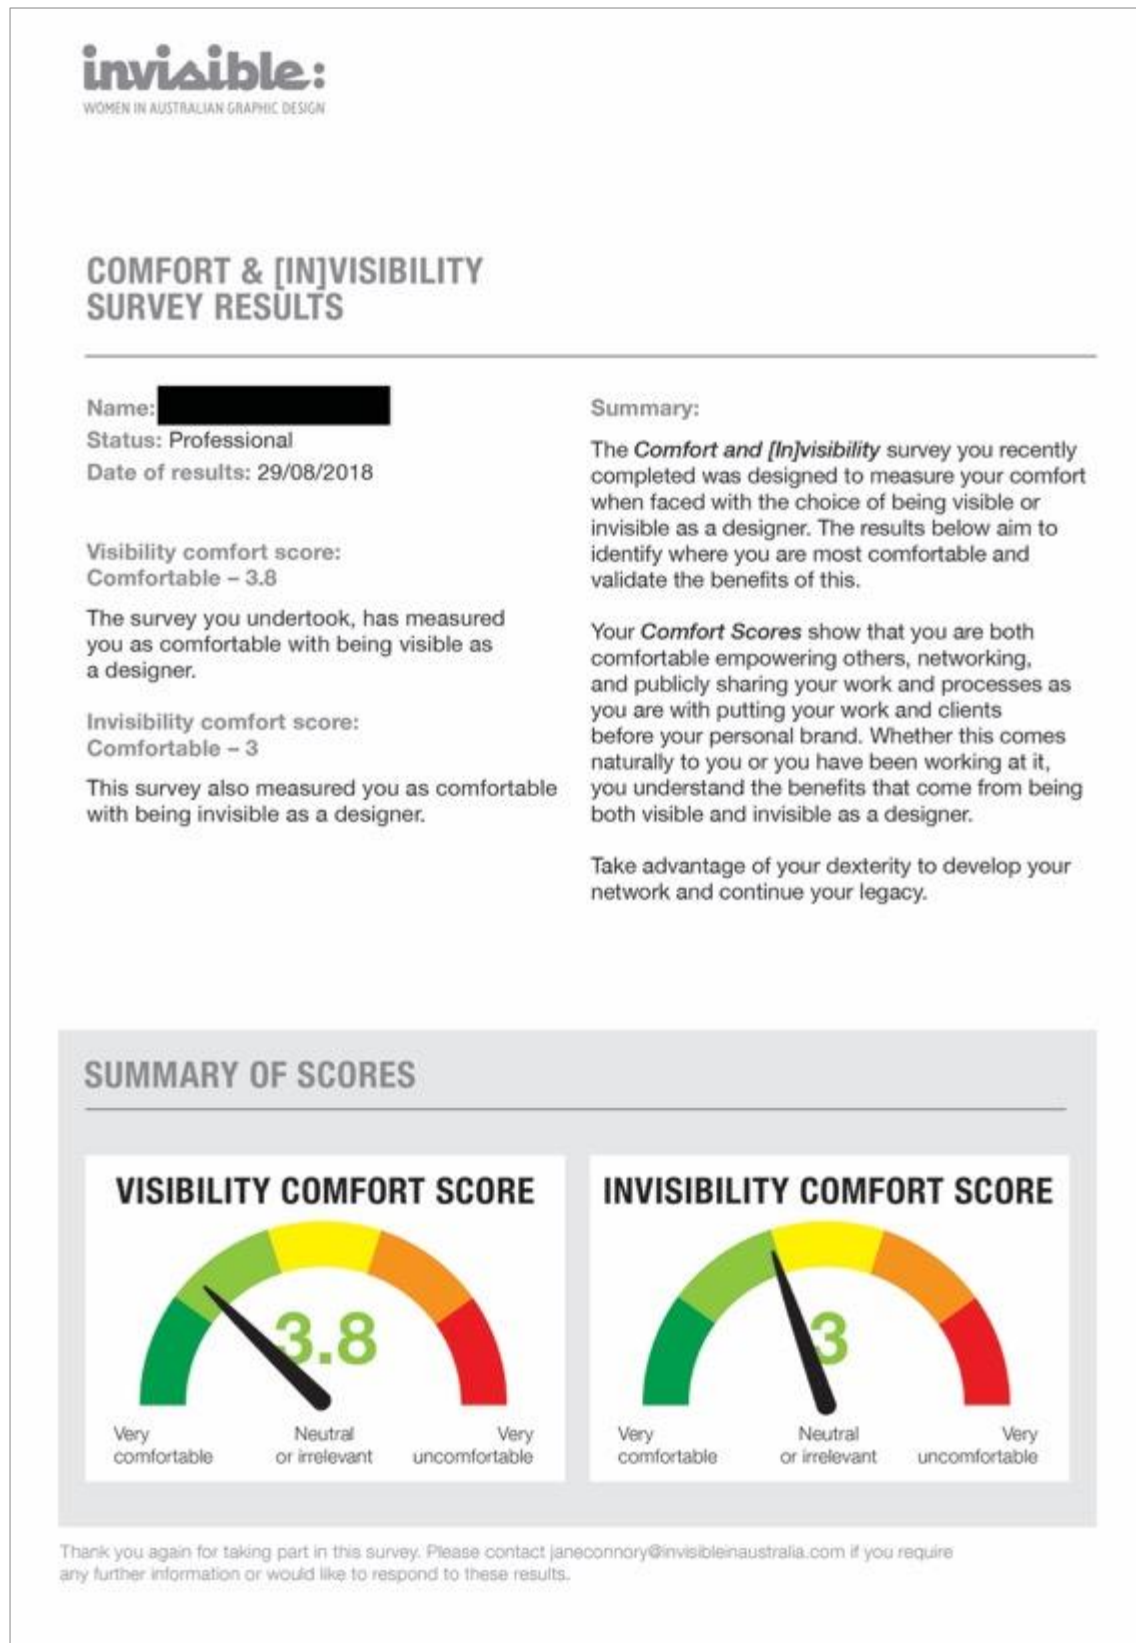 invisible:
WOMEN IN AUSTRALIAN GRAPHIC DESIGN
COMFORT & [IN]VISIBILITY
SURVEY RESULTS
Name:
Status: Professional
Date of results: 29/08/2018
Visibility comfort score:
Comfortable – 3.8
The survey you undertook, has measured
you as comfortable with being visible as
a designer.
Invisibility comfort score:
Comfortable – 3
This survey also measured you as comfortable
with being invisible as a designer.
Summary:
The Comfort and [In]visibility survey you recently
completed was designed to measure your comfort
when faced with the choice of being visible or
invisible as a designer. The results below aim to
identify where you are most comfortable and
validate the benefits of this.
Your Comfort Scores show that you are both
comfortable empowering others, networking,
and publicly sharing your work and processes as
you are with putting your work and clients
before your personal brand. Whether this comes
naturally to you or you have been working at it,
you understand the benefits that come from being
both visible and invisible as a designer.
Take advantage of your dexterity to develop your
network and continue your legacy.
SUMMARY OF SCORES
VISIBILITY COMFORT SCORE
3.8
Very
comfortable
Neutral
or irrelevant
Very
uncomfortable
INVISIBILITY COMFORT SCORE
3
Very
comfortable
Neutral
or irrelevant
Very
uncomfortable
Thank you again for taking part in this survey. Please contact janeconnory@invisibleinaustralia.com if you require
any further information or would like to respond to these results.